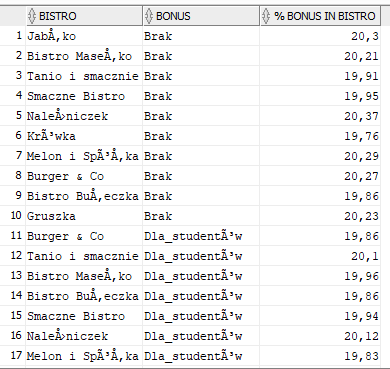 BISTRO BONUS % BONUS IN BISTRO
1 JabÅ‚ko Brak 20,3
2 Bistro MaseÅ‚ko Brak 20,21
3 Tanio i smacznie Brak 19,91
4 Smaczne Bistro Brak 19,95
5 NaleÅ›niczek Brak 20,37
6 KrÃ³wka Brak 19,76
7 Melon i SpÃ³Å‚ka Brak 20,29
8 Burger & Co Brak 20,27
9 Bistro BuÅ‚eczka Brak 19,86
10 Gruszka Brak 20,23
11 Burger & Co Dla_studentÃ³w 19,86
12 Tanio i smacznie Dla_studentÃ³w 20,1
13 Bistro MaseÅ‚ko Dla_studentÃ³w 19,96
14 Bistro BuÅ‚eczka Dla_studentÃ³w 19,86
15 Smaczne Bistro Dla_studentÃ³w 19,94
16 NaleÅ›niczek Dla_studentÃ³w 20,12
17 Melon i SpÃ³Å‚ka Dla_studentÃ³w 19,83